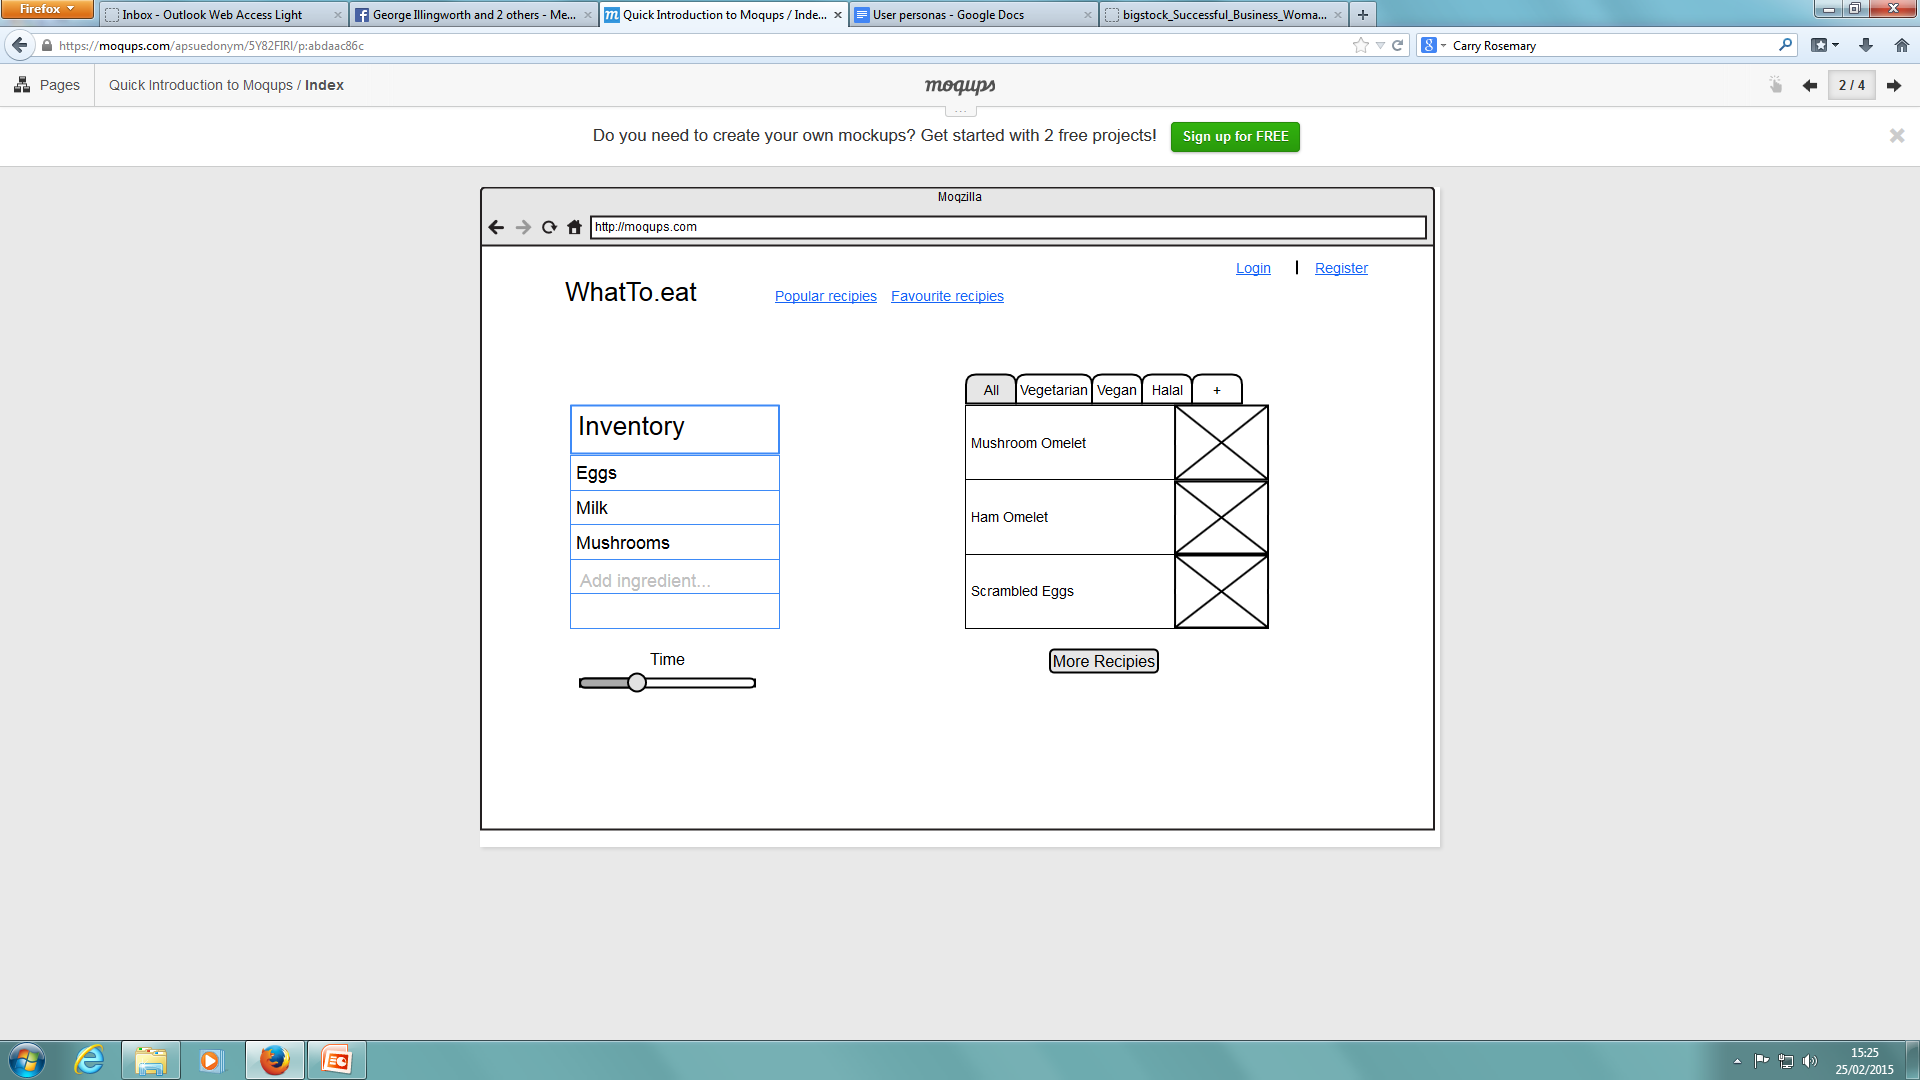 Firefox
Inbox - Outlook Web Access Light
George Illingworth and 2 others - Me...
Quick Introduction to Moqups / Inde...
User personas - Google Docs
bigstock_Successful_Business_Woma...
https://moqups.com/apsuedonym/5Y82FIRI/p:abdaac86c
Carry Rosemary
Pages
Quick Introduction to Moqups / Index
moqups
2 / 4
Do you need to create your own mockups? Get started with 2 free projects!
Sign up for FREE
Moqzilla
http://moqups.com
Login
Register
WhatTo.eat
Popular recipies
Favourite recipies
All
Vegetarian
Vegan
Halal
+
Inventory
Eggs
Milk
Mushrooms
Add ingredient...
Mushroom Omelet
Ham Omelet
Scrambled Eggs
Time
More Recipies
15:25
25/02/2015